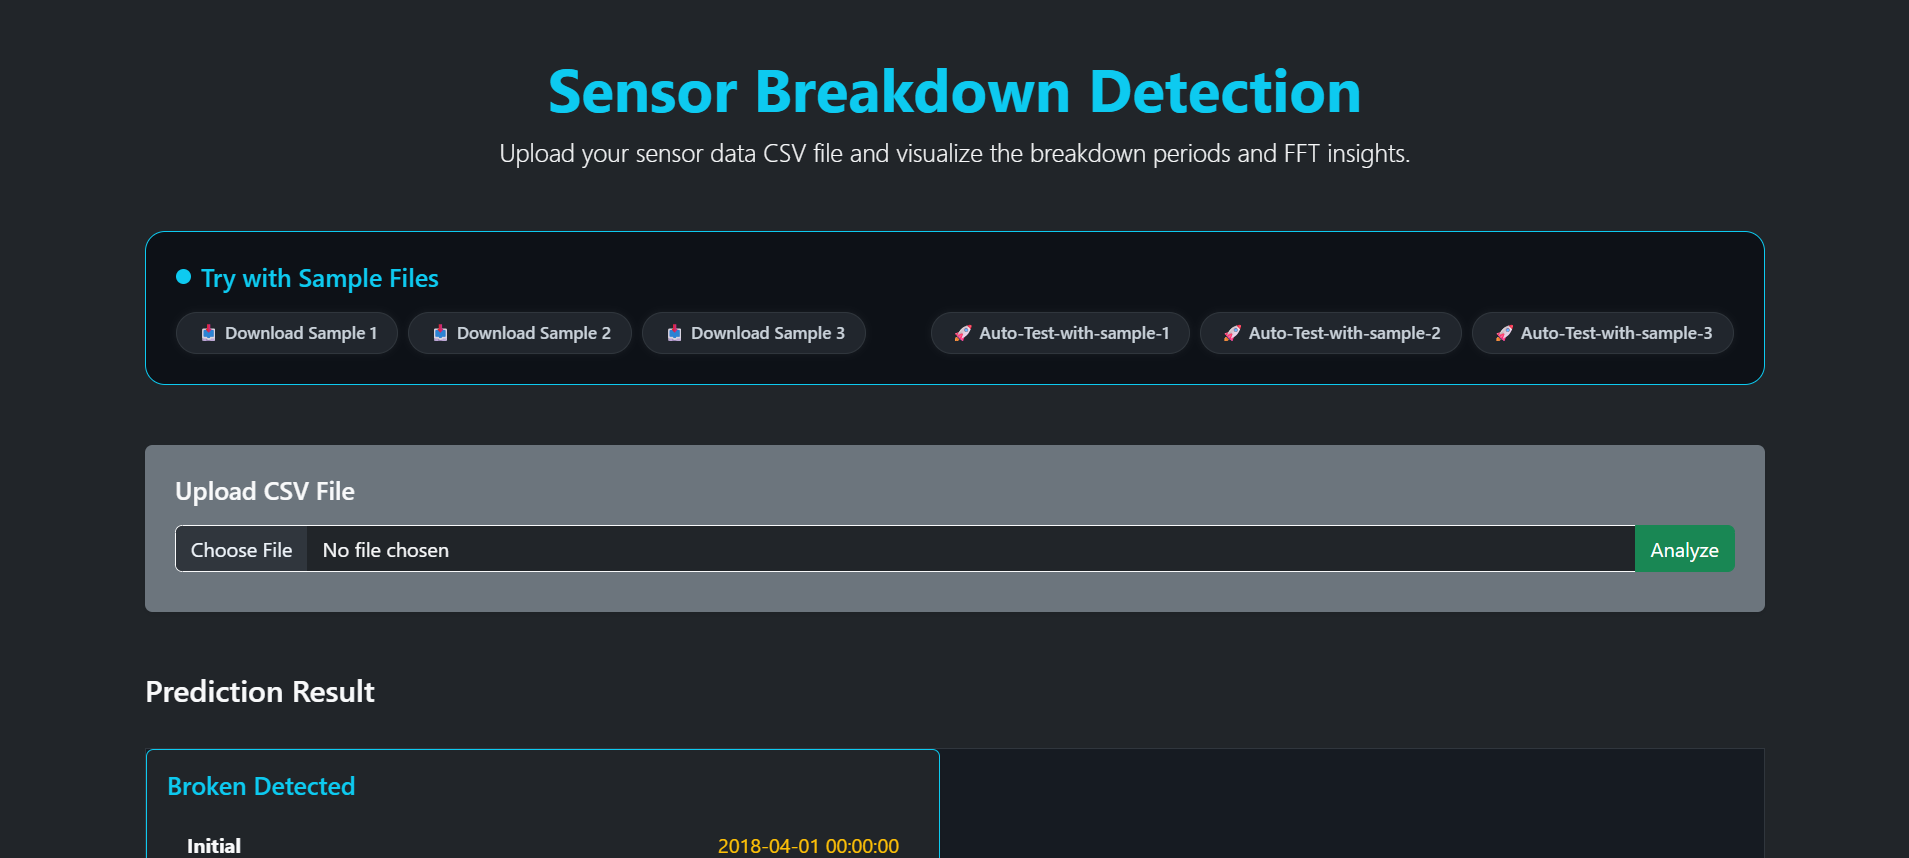 Sensor Breakdown Detection
Upload your sensor data CSV file and visualize the breakdown periods and FFT insights.
Try with Sample Files
Download Sample 1 Download Sample 2 Download Sample 3 Auto-Test-with-sample-1 Auto-Test-with-sample-2 Auto-Test-with-sample-3
Upload CSV File
Choose File No file chosen Analyze
Prediction Result
Broken Detected
Initial 2018-04-01 00:00:00